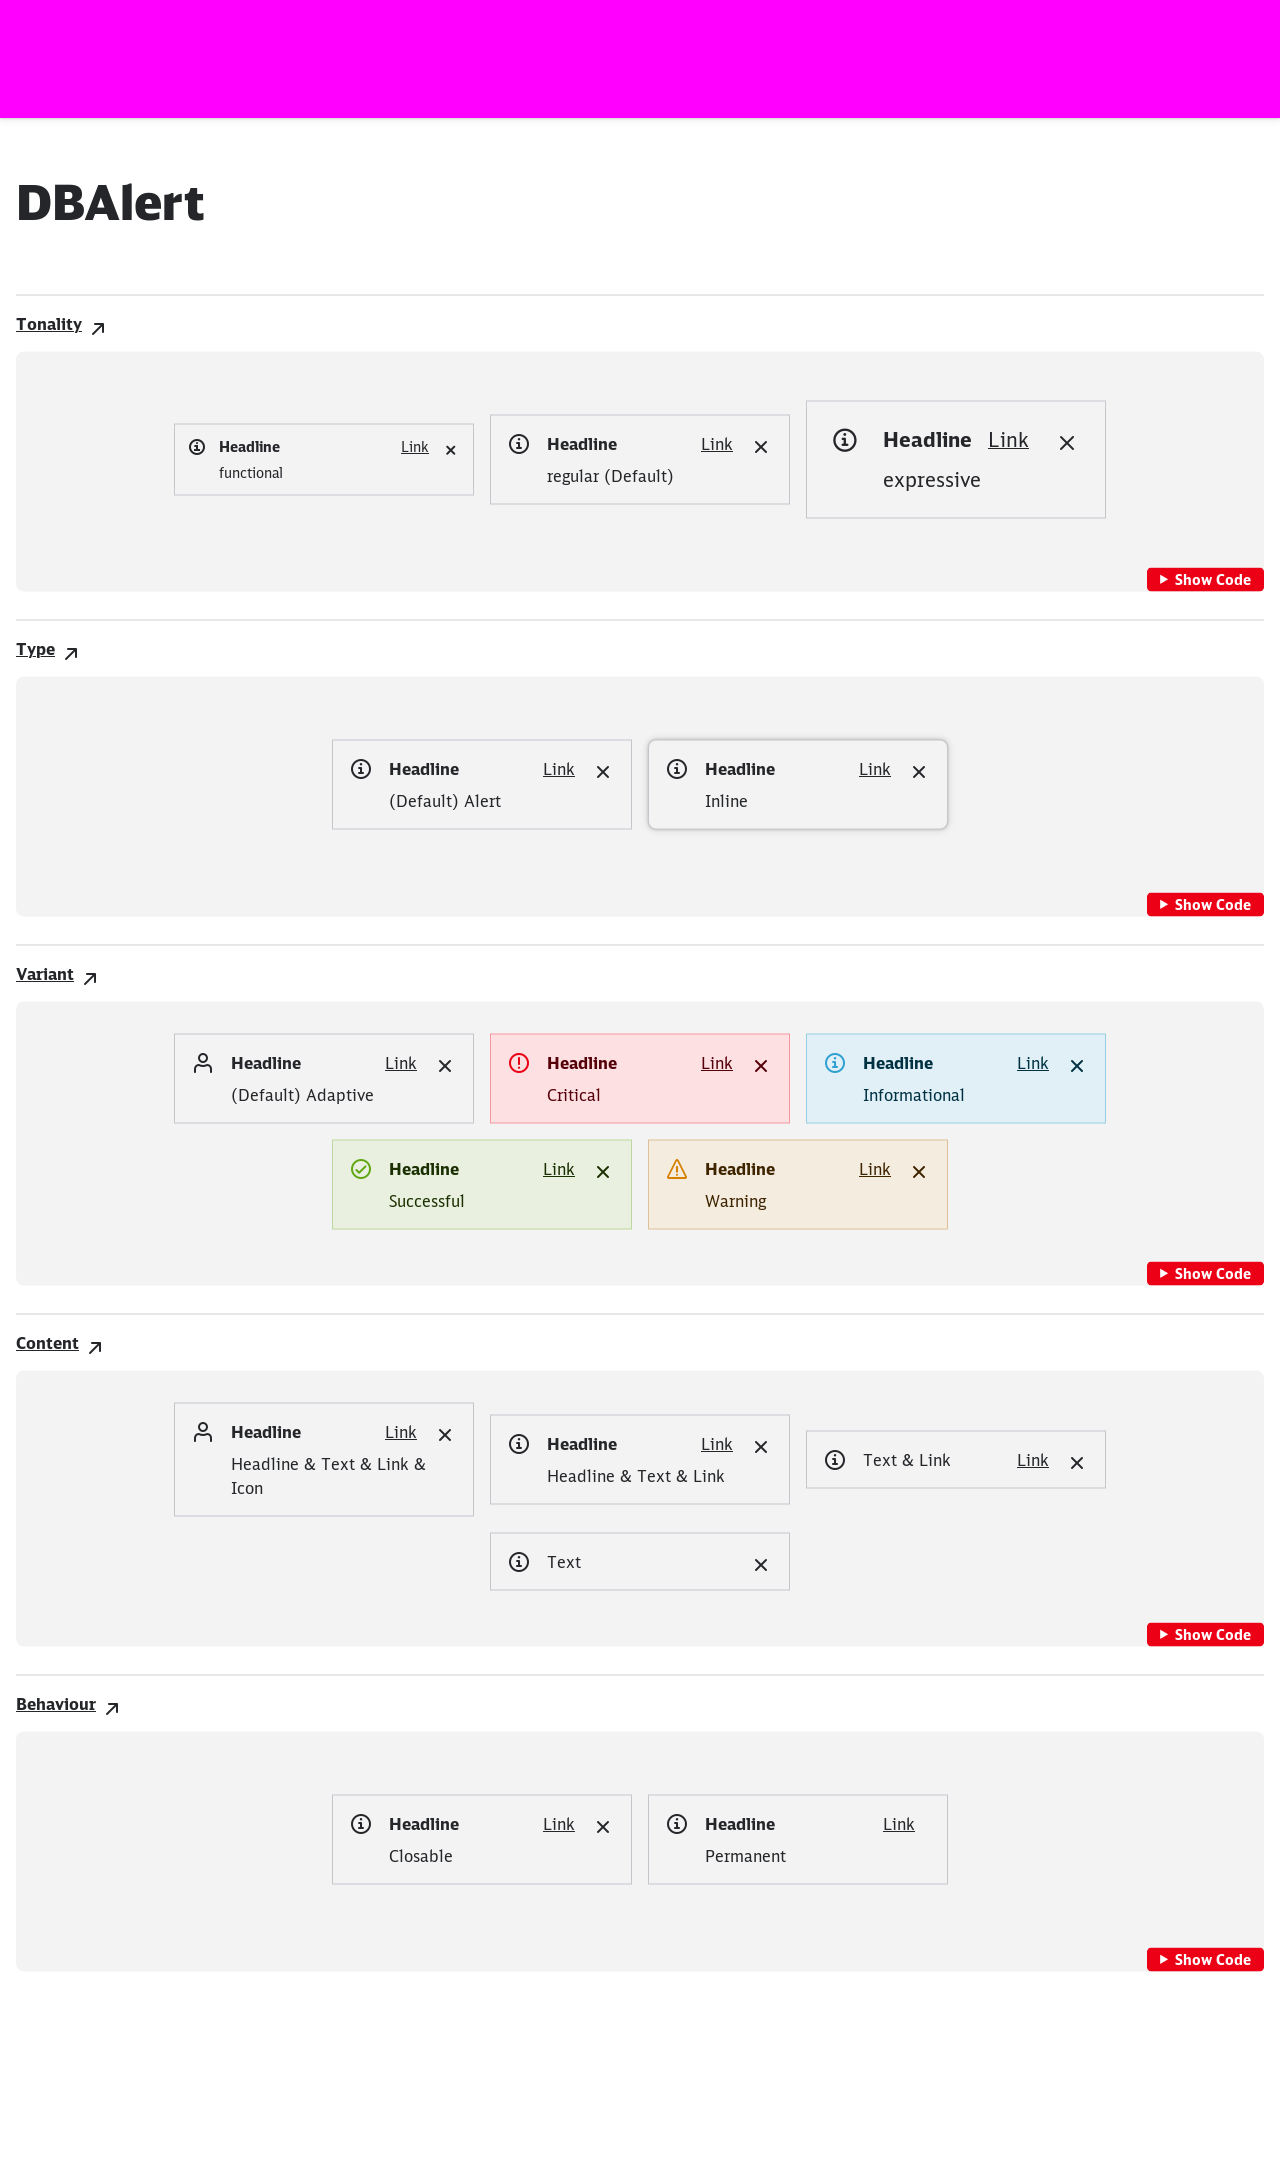 DBAlert
Tonality
Headline Link
functional
Headline Link
regular (Default)
Headline Link
expressive
Show Code
Type
Headline Link
(Default) Alert
Headline Link
Inline
Show Code
Variant
Headline Link
(Default) Adaptive
Headline Link
Critical
Headline Link
Informational
Headline Link
Successful
Headline Link
Warning
Show Code
Content
Headline Link
Headline & Text & Link &
Icon
Headline Link
Headline & Text & Link
Text & Link Link
Text
Show Code
Behaviour
Headline Link
Closable
Headline Link
Permanent
Show Code